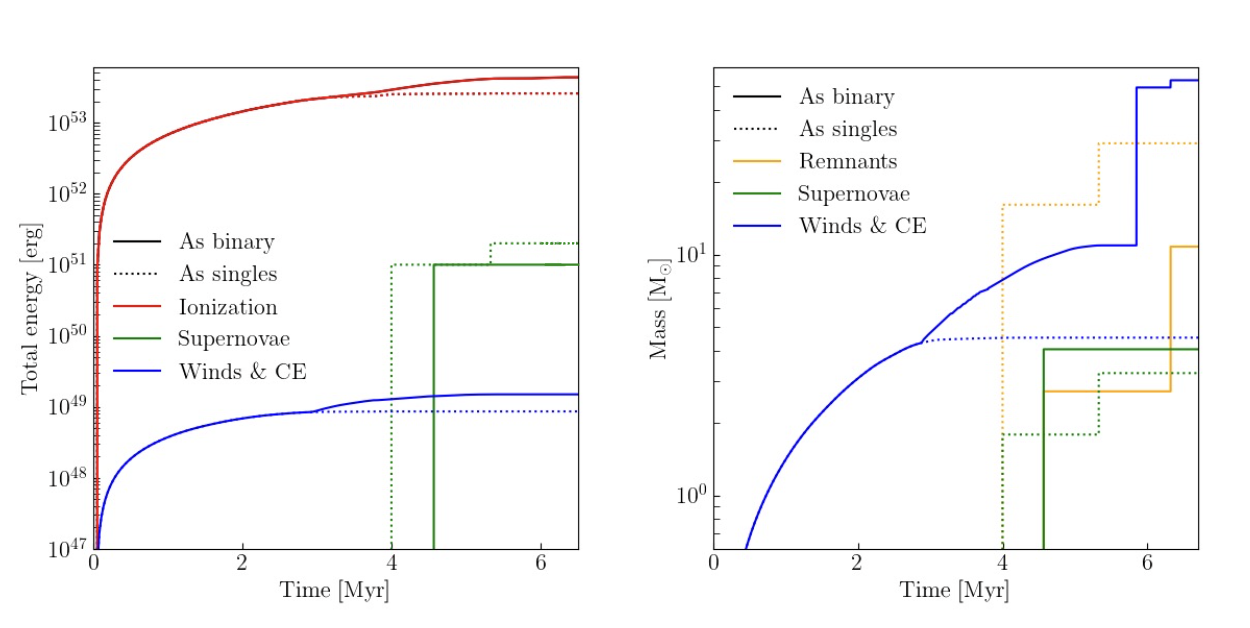 Total energy [erg]
10^53
10^52
10^51
10^50
10^49
10^48
10^47
As binary
As singles
Ionization
Supernovae
Winds & CE
0 2 4 6
Time [Myr]
Mass [M⊙]
10^1
10^0
As binary
As singles
Remnants
Supernovae
Winds & CE
0 2 4 6
Time [Myr]